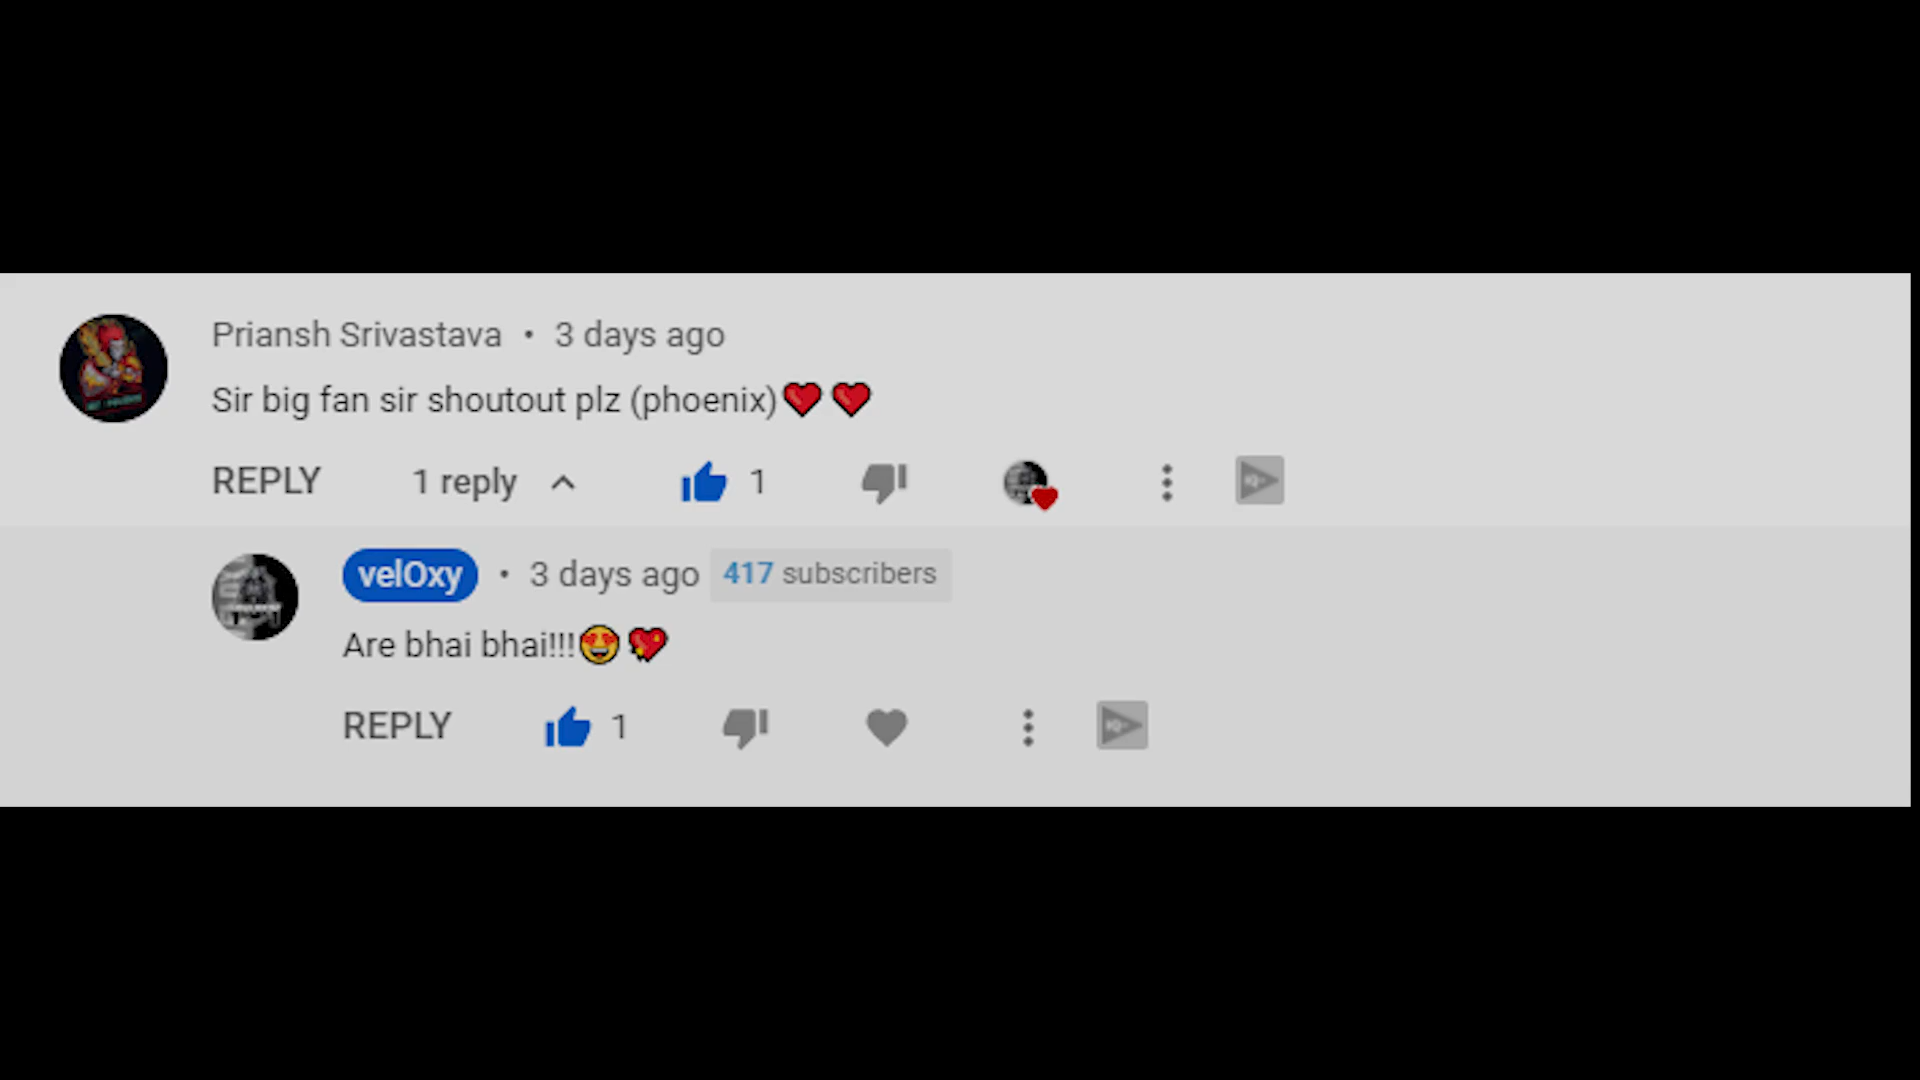 Priansh Srivastava • 3 days ago
Sir big fan sir shoutout plz (phoenix)❤️❤️
REPLY 1 reply 1
velOxy • 3 days ago 417 subscribers
Are bhai bhai!!!😍💖
REPLY 1